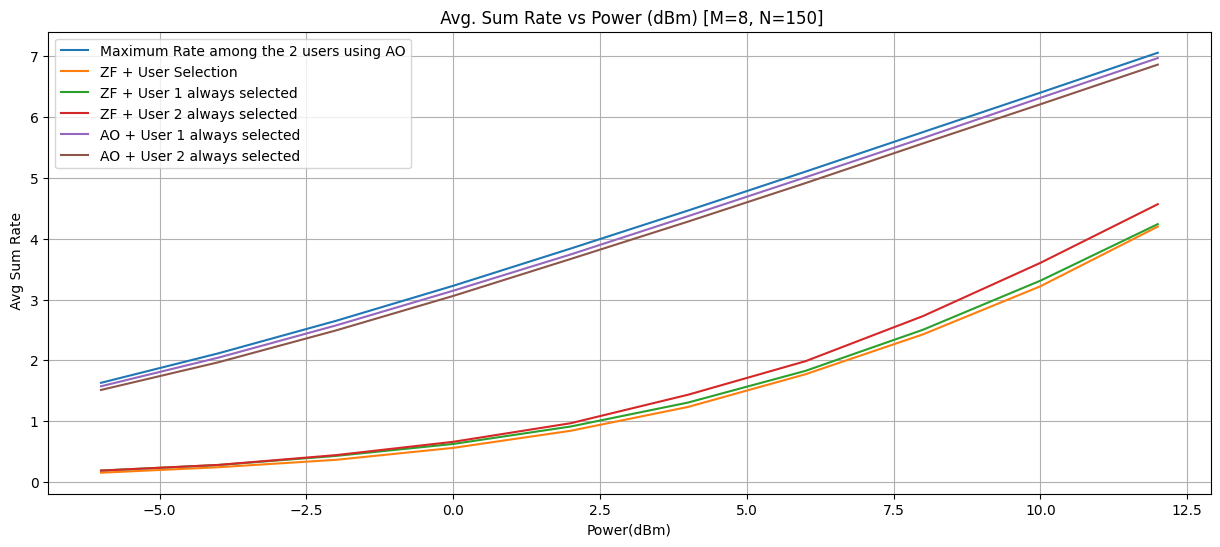 Avg. Sum Rate vs Power (dBm) [M=8, N=150]
Maximum Rate among the 2 users using AO
ZF + User Selection
ZF + User 1 always selected
ZF + User 2 always selected
AO + User 1 always selected
AO + User 2 always selected
Avg Sum Rate
7
6
5
4
3
2
1
0
−5.0 −2.5 0.0 2.5 5.0 7.5 10.0 12.5
Power(dBm)